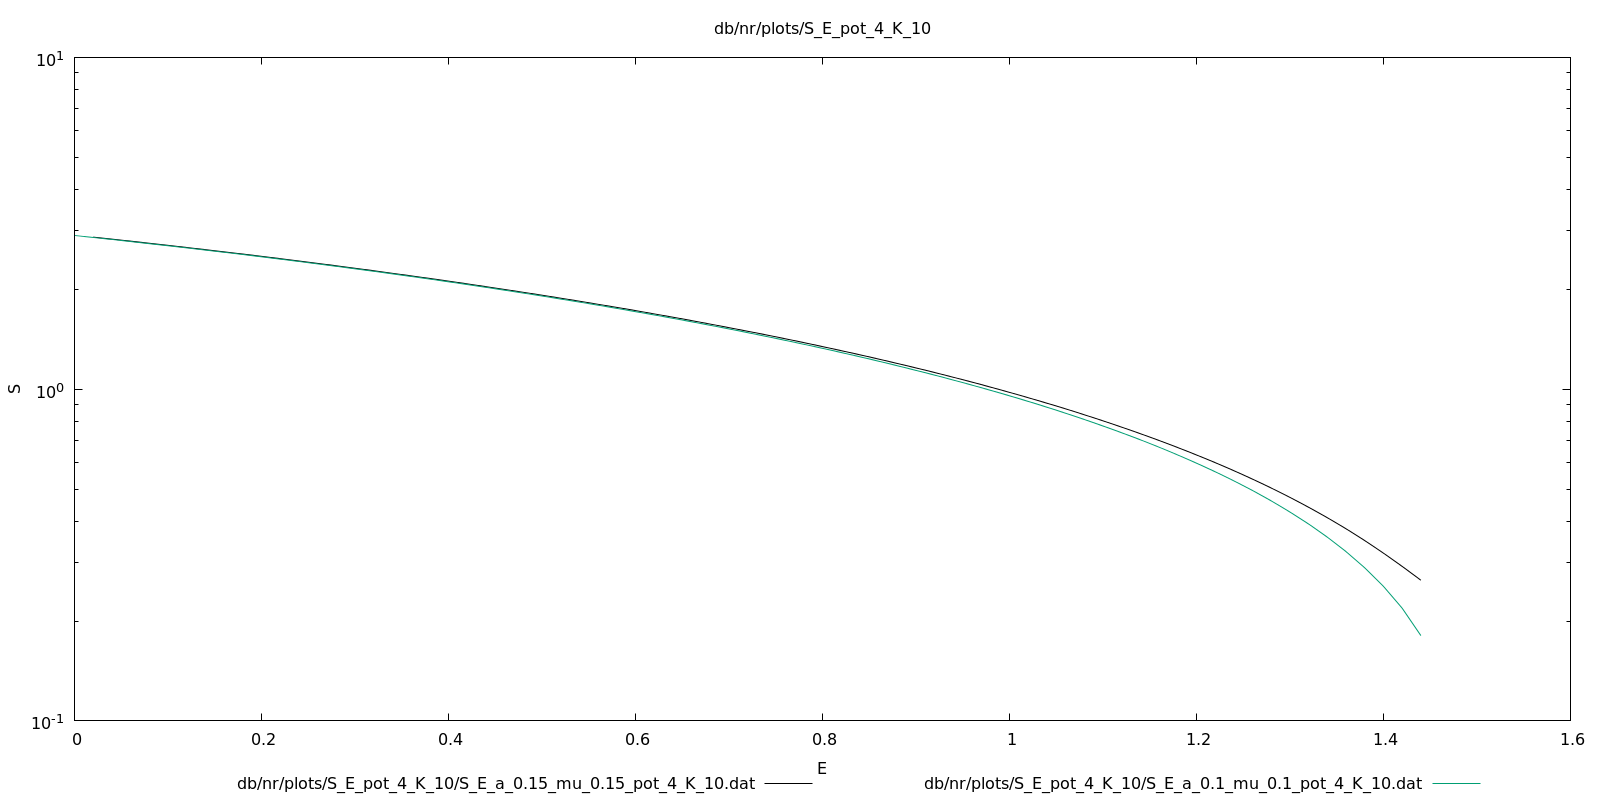 db/nr/plots/S_E_pot_4_K_10
10^1
10^0
10^-1
S
0 0.2 0.4 0.6 0.8 1 1.2 1.4 1.6
E
db/nr/plots/S_E_pot_4_K_10/S_E_a_0.15_mu_0.15_pot_4_K_10.dat db/nr/plots/S_E_pot_4_K_10/S_E_a_0.1_mu_0.1_pot_4_K_10.dat